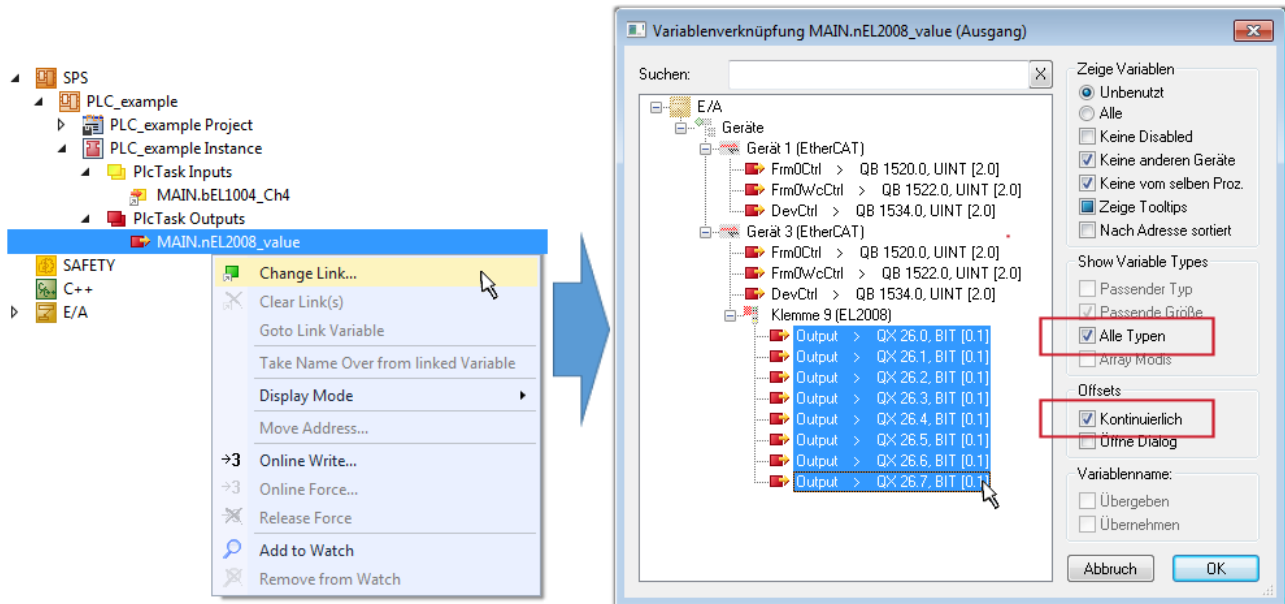 SPS
PLC_example
PLC_example Project
PLC_example Instance
PlcTask Inputs
MAIN.bEL1004_Ch4
PlcTask Outputs
MAIN.nEL2008_value
SAFETY
C++
E/A
Change Link...
Clear Link(s)
Goto Link Variable
Take Name Over from linked Variable
Display Mode
Move Address...
→3 Online Write...
→3 Online Force...
Release Force
Add to Watch
Remove from Watch
Variablenverknüpfung MAIN.nEL2008_value (Ausgang)
Suchen:
X
E/A
Geräte
Gerät 1 (EtherCAT)
Frm0Ctrl > QB 1520.0, UINT [2.0]
Frm0WcCtrl > QB 1522.0, UINT [2.0]
DevCtrl > QB 1534.0, UINT [2.0]
Gerät 3 (EtherCAT)
Frm0Ctrl > QB 1520.0, UINT [2.0]
Frm0WcCtrl > QB 1522.0, UINT [2.0]
DevCtrl > QB 1534.0, UINT [2.0]
Klemme 9 (EL2008)
Output > QX 26.0, BIT [0.1]
Output > QX 26.1, BIT [0.1]
Output > QX 26.2, BIT [0.1]
Output > QX 26.3, BIT [0.1]
Output > QX 26.4, BIT [0.1]
Output > QX 26.5, BIT [0.1]
Output > QX 26.6, BIT [0.1]
Output > QX 26.7, BIT [0.1]
Zeige Variablen
Unbenutzt
Alle
Keine Disabled
Keine anderen Geräte
Keine vom selben Proz.
Zeige Tooltips
Nach Adresse sortiert
Show Variable Types
Passender Typ
Passende Größe
Alle Typen
Array Modis
Offsets
Kontinuierlich
Öffne Dialog
Variablenname:
Übergeben
Übernehmen
Abbruch
OK